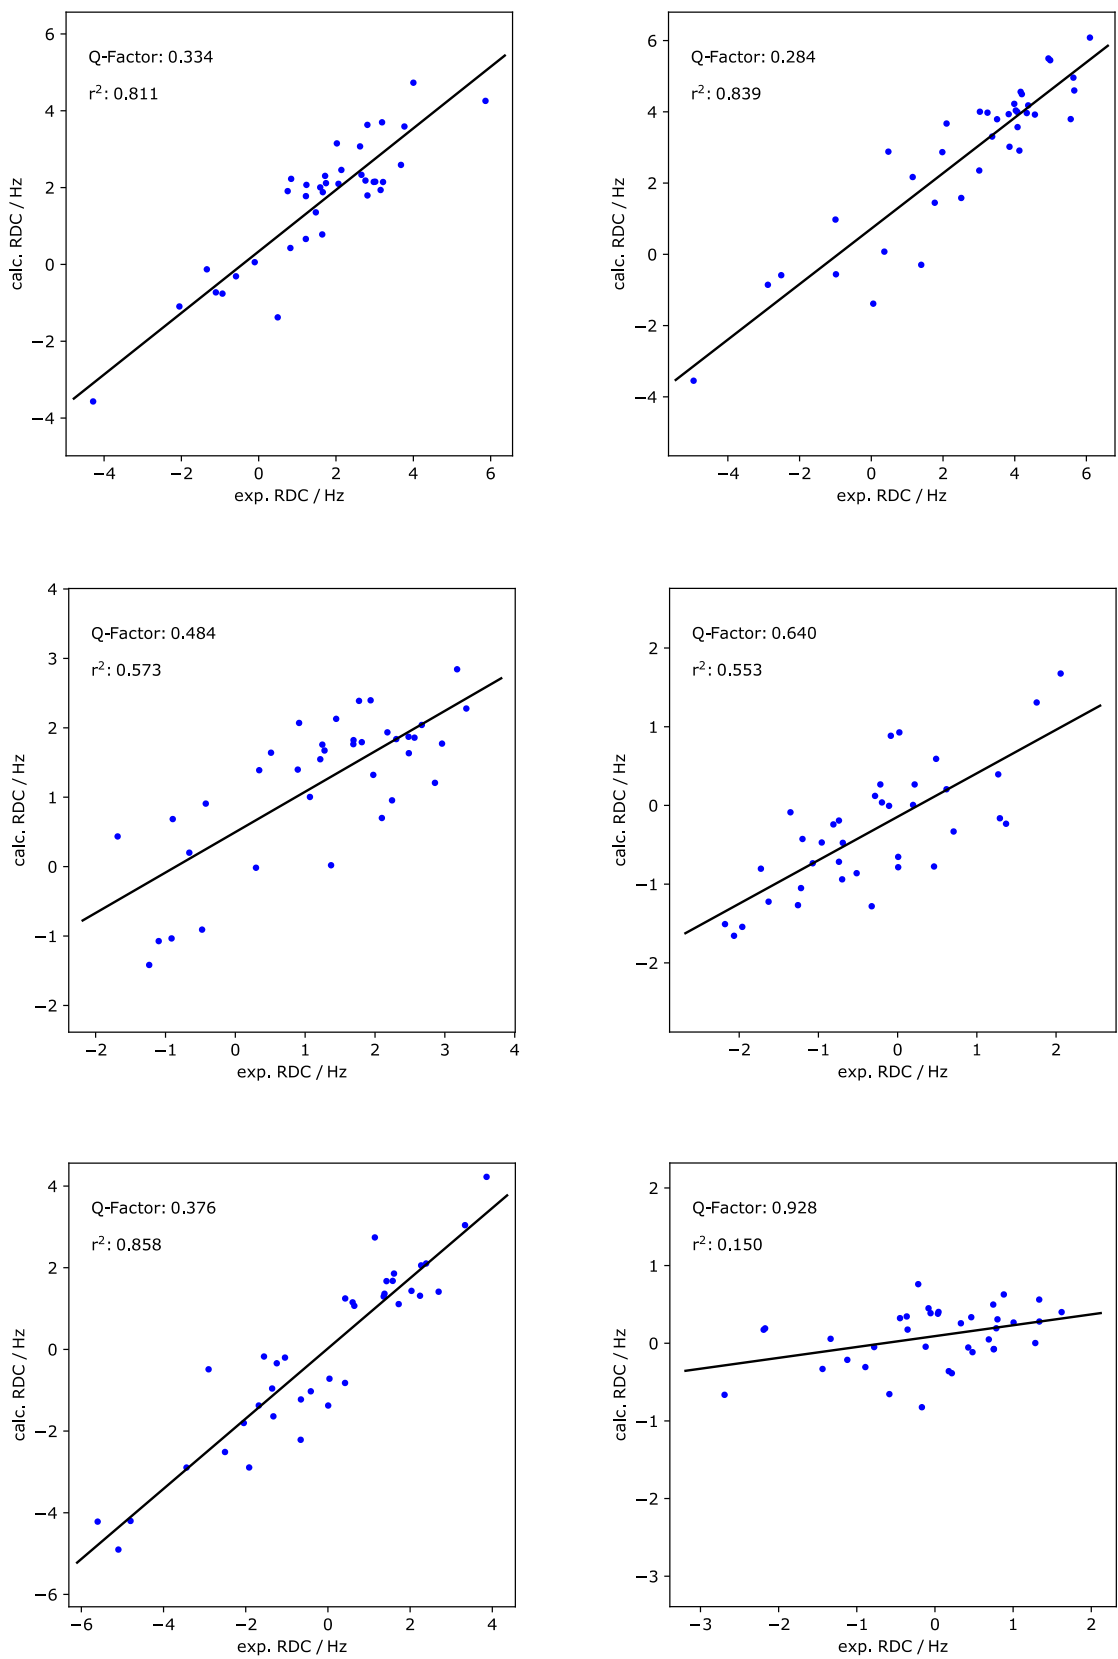 Q-Factor: 0.334
r²: 0.811
6
4
2
0
−2
−4
calc. RDC / Hz
−4 −2 0 2 4 6
exp. RDC / Hz
Q-Factor: 0.284
r²: 0.839
6
4
2
0
−2
−4
calc. RDC / Hz
−4 −2 0 2 4 6
exp. RDC / Hz
Q-Factor: 0.484
r²: 0.573
4
3
2
1
0
−1
−2
calc. RDC / Hz
−2 −1 0 1 2 3 4
exp. RDC / Hz
Q-Factor: 0.640
r²: 0.553
2
1
0
−1
−2
calc. RDC / Hz
−2 −1 0 1 2
exp. RDC / Hz
Q-Factor: 0.376
r²: 0.858
4
2
0
−2
−4
−6
calc. RDC / Hz
−6 −4 −2 0 2 4
exp. RDC / Hz
Q-Factor: 0.928
r²: 0.150
2
1
0
−1
−2
−3
calc. RDC / Hz
−3 −2 −1 0 1 2
exp. RDC / Hz